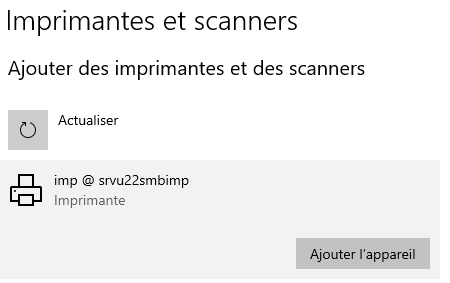 Imprimantes et scanners
Ajouter des imprimantes et des scanners
Actualiser
imp @ srvu22smbimp
Imprimante
Ajouter l’appareil